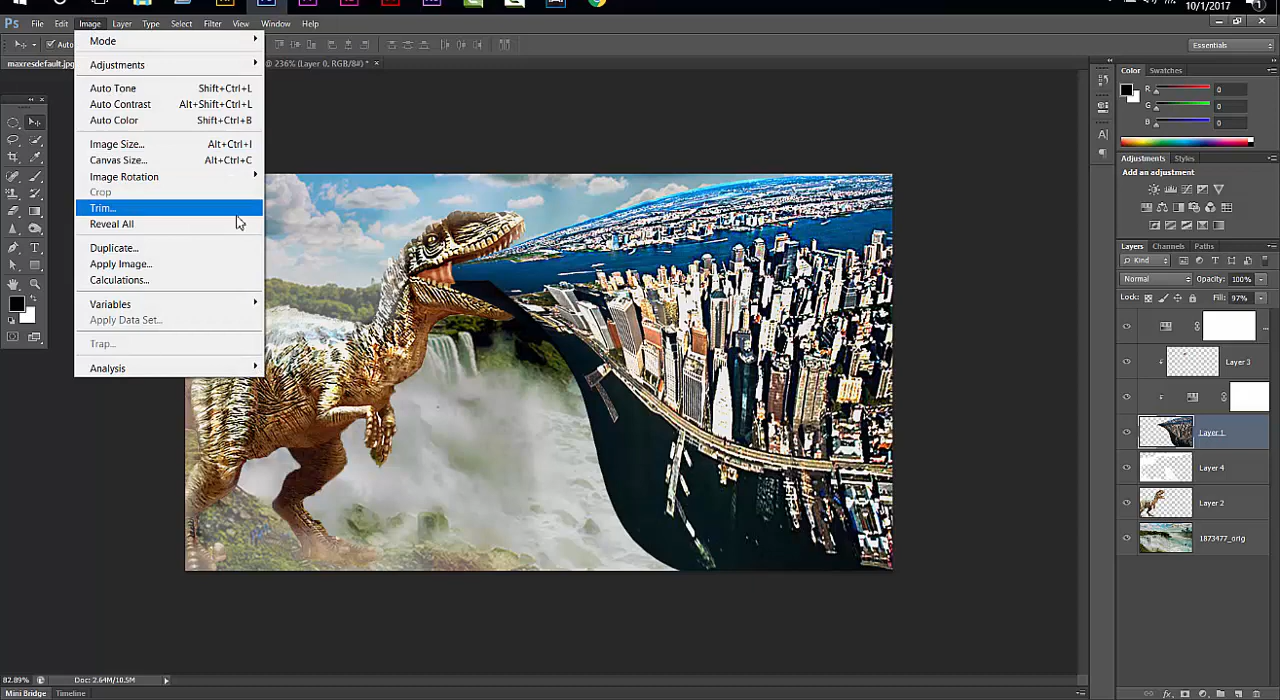 10/1/2017
1
Ps File Edit Image Layer Type Select Filter View Window Help
Auto
Essentials
maxresdefault.jpg
@ 236% (Layer 0, RGB/8#) * ×
Mode
Adjustments
Auto Tone Shift+Ctrl+L
Auto Contrast Alt+Shift+Ctrl+L
Auto Color Shift+Ctrl+B
Image Size... Alt+Ctrl+I
Canvas Size... Alt+Ctrl+C
Image Rotation
Crop
Trim...
Reveal All
Duplicate...
Apply Image...
Calculations...
Variables
Apply Data Set...
Trap...
Analysis
Color Swatches
R 0
G 0
B 0
Adjustments Styles
Add an adjustment
Layers Channels Paths
Kind
Normal Opacity: 100%
Lock: Fill: 97%
Layer 3
Layer 1
Layer 4
Layer 2
1873477_orig
82.89% Doc: 2.64M/10.5M
Mini Bridge Timeline
fx